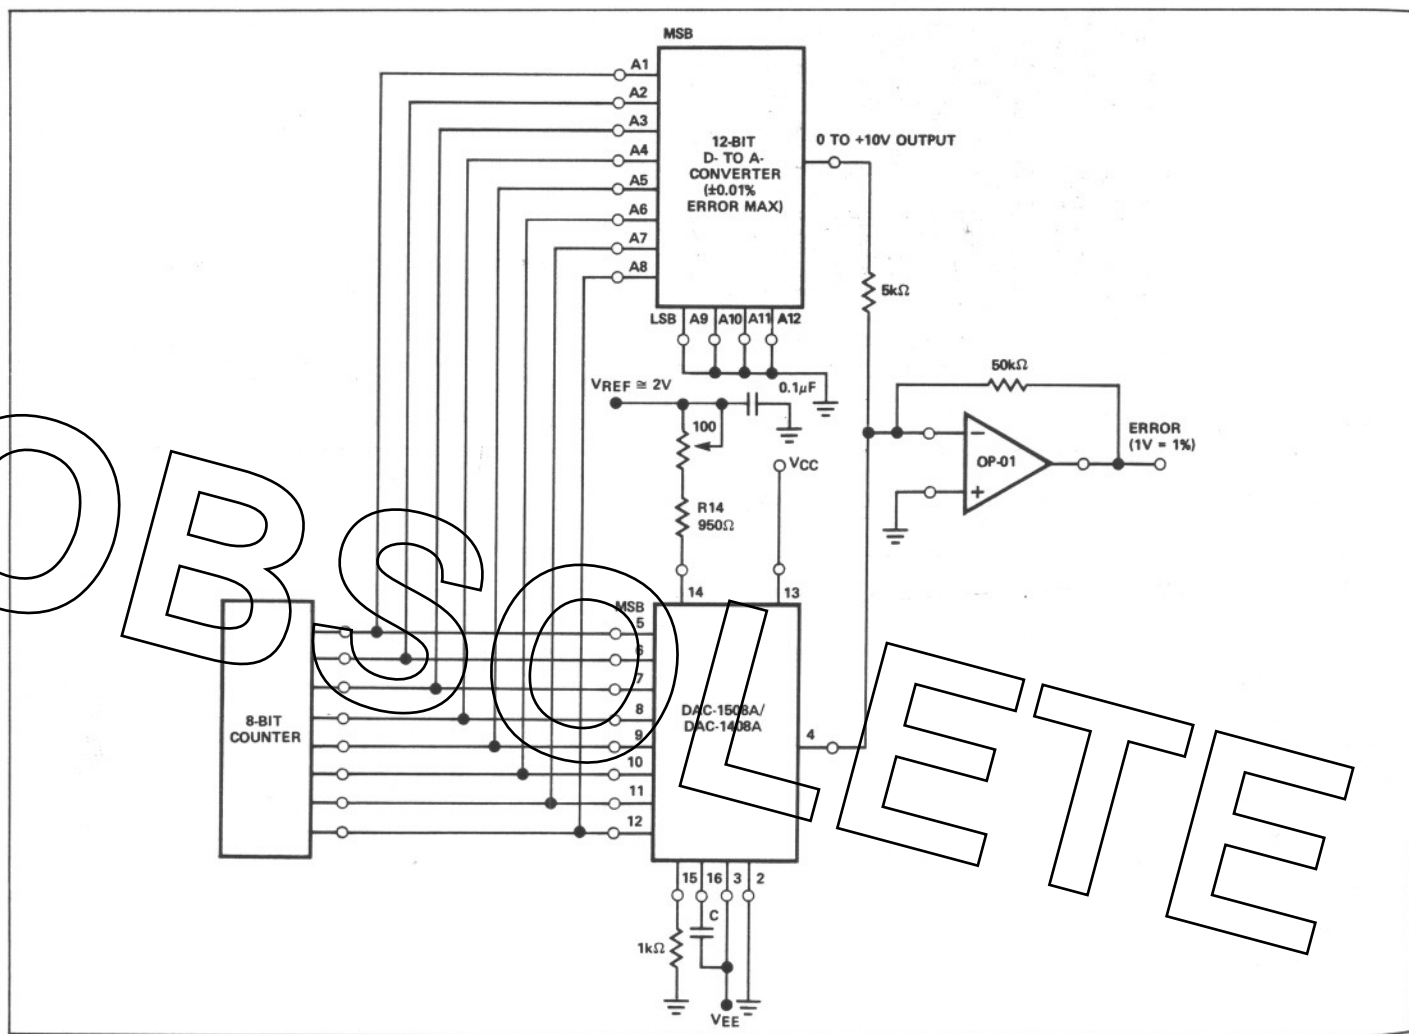 MSB
A1
A2
A3
A4
A5
A6
A7
A8
12-BIT
D- TO A-
CONVERTER
(±0.01%
ERROR MAX)
0 TO +10V OUTPUT
5kΩ
LSB A9 A10 A11 A12
VREF ≅ 2V
0.1μF
100
VCC
R14
950Ω
50kΩ
OP-01
ERROR
(1V = 1%)
14
13
MSB
5
6
7
8
9
10
11
12
8-BIT
COUNTER
DAC-1508A/
DAC-1408A
4
15 16 3 2
C
1kΩ
VEE
OBSOLETE